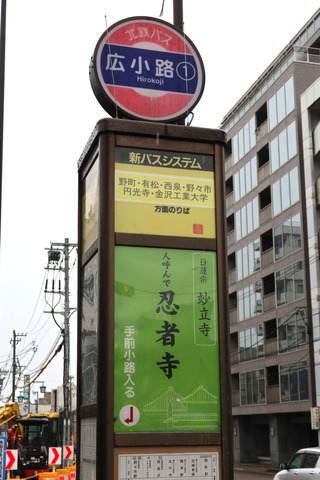 北鉄バス
広小路①
Hirokoji
新バスシステム
野町・有松・西泉・野々市
円光寺・金沢工業大学
方面のりば
日蓮宗 妙立寺
人呼んで 忍者寺
手前小路入る